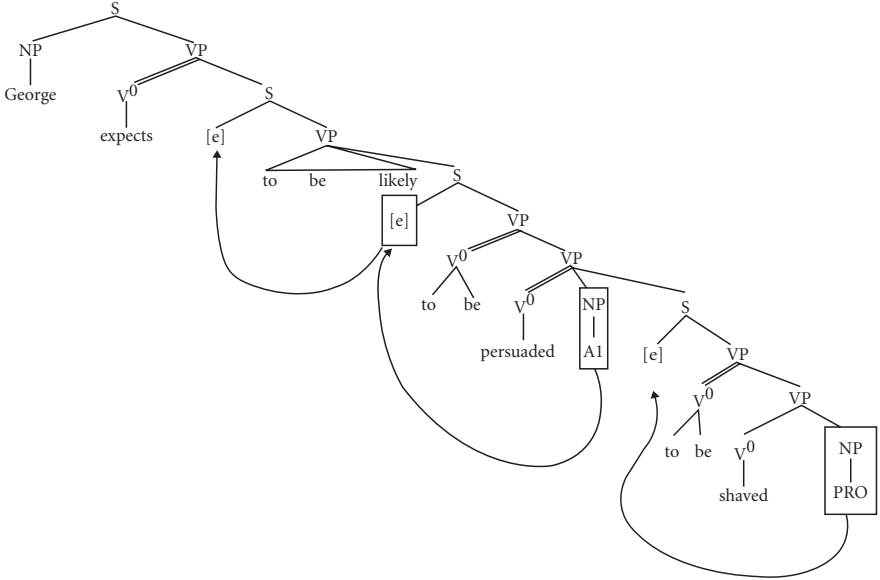 S
NP VP
George V⁰ S
expects [e] VP
to be likely S
[e] VP
V⁰ VP
to be V⁰ NP S
persuaded A1 [e] VP
V⁰ VP
to be V⁰ NP
shaved PRO